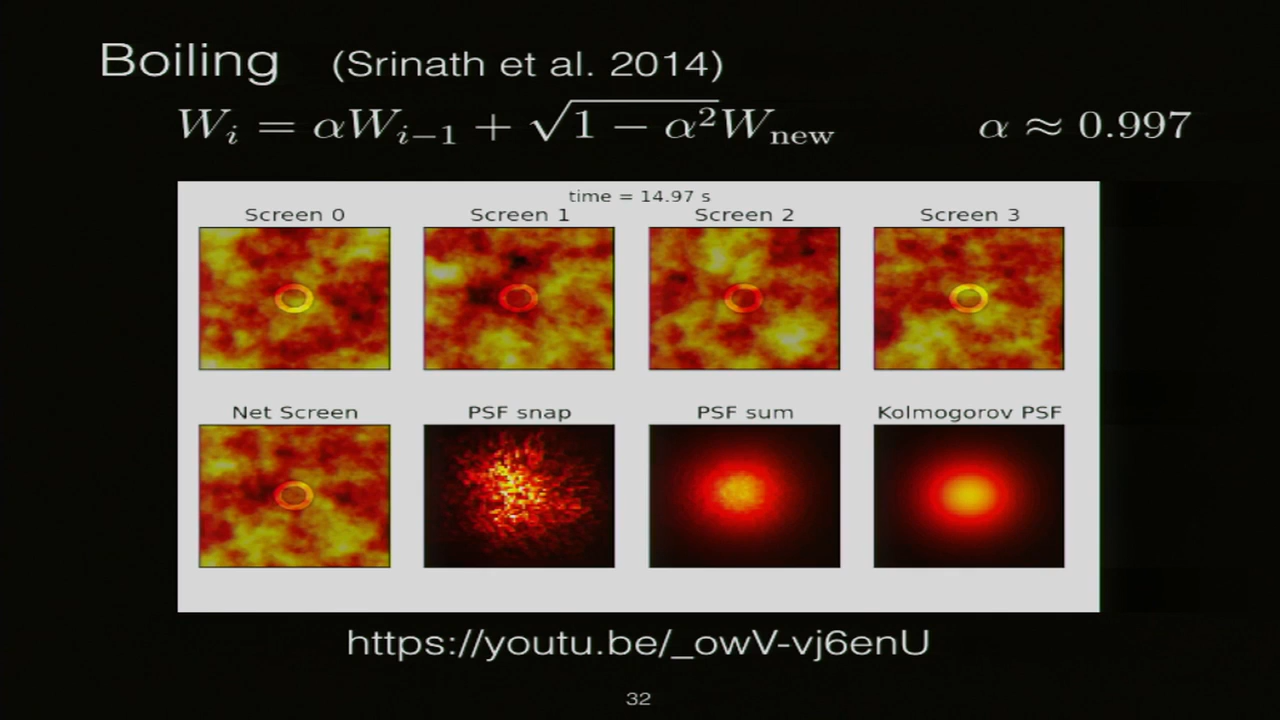 Boiling (Srinath et al. 2014)
W_i = αW_{i−1} + √(1 − α²)W_new α ≈ 0.997
time = 14.97 s
Screen 0 Screen 1 Screen 2 Screen 3
Net Screen PSF snap PSF sum Kolmogorov PSF
https://youtu.be/_owV-vj6enU
32